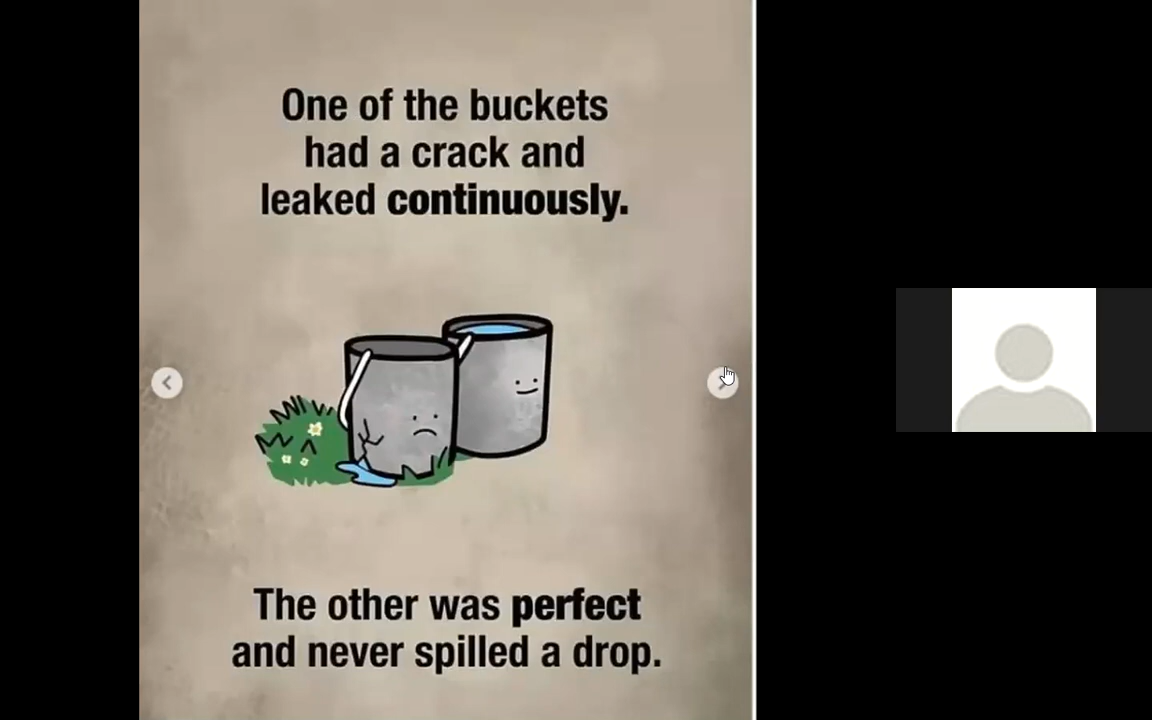 One of the buckets
had a crack and
leaked continuously.
The other was perfect
and never spilled a drop.